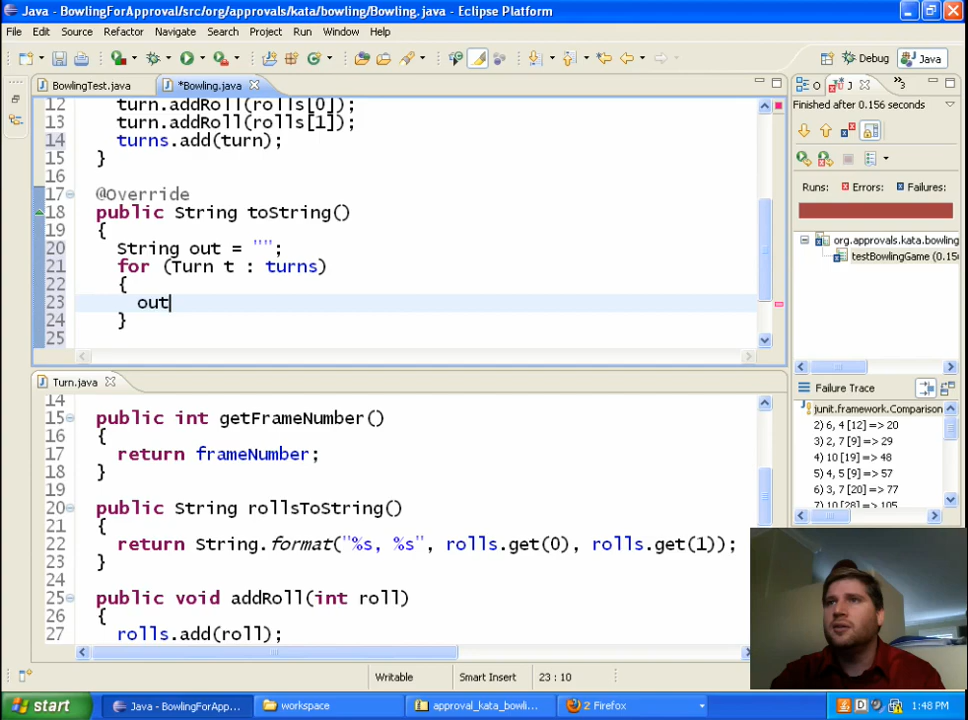 Java - BowlingForApproval/src/org/approvals/kata/bowling/Bowling.java - Eclipse Platform
File Edit Source Refactor Navigate Search Project Run Window Help
Debug Java
BowlingTest.java *Bowling.java
12 turn.addRoll(rolls[0]);
13 turn.addRoll(rolls[1]);
14 turns.add(turn);
15 }
16
17 @Override
18 public String toString()
19 {
20 String out = "";
21 for (Turn t : turns)
22 {
23 out
24 }
25
O J 3
Finished after 0.156 seconds
Runs: Errors: Failures:
org.approvals.kata.bowling
testBowlingGame (0.15
Failure Trace
junit.framework.Comparison
2) 6, 4 [12] => 20
3) 2, 7 [9] => 29
4) 10 [19] => 48
5) 4, 5 [9] => 57
6) 3, 7 [20] => 77
7) 10 [28] => 105
Turn.java
14
15 public int getFrameNumber()
16 {
17 return frameNumber;
18 }
19
20 public String rollsToString()
21 {
22 return String.format("%s, %s", rolls.get(0), rolls.get(1));
23 }
24
25 public void addRoll(int roll)
26 {
27 rolls.add(roll);
Writable Smart Insert 23 : 10
start Java - BowlingForApp... workspace approval_kata_bowli... 2 Firefox 1:48 PM